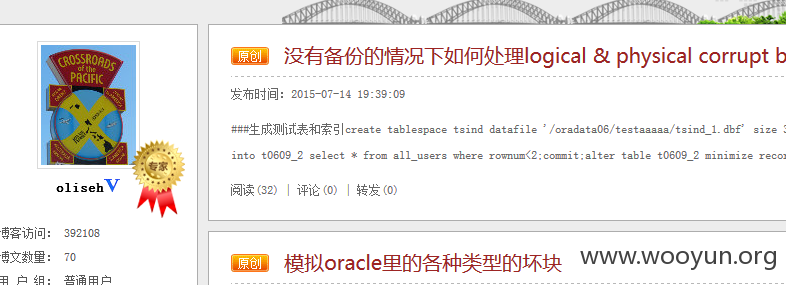 CROSSROADS
of the
PACIFIC
专家
olisehV
博客访问： 392108
博文数量： 70
用 户 组： 普通用户
原创 没有备份的情况下如何处理logical & physical corrupt b
发布时间：2015-07-14 19:39:09
###生成测试表和索引create tablespace tsind datafile '/oradata06/testaaaaa/tsind_1.dbf' size 3
into t0609_2 select * from all_users where rownum<2;commit;alter table t0609_2 minimize recor
阅读(32) | 评论(0) | 转发(0)
原创 模拟oracle里的各种类型的坏块
www.wooyun.org